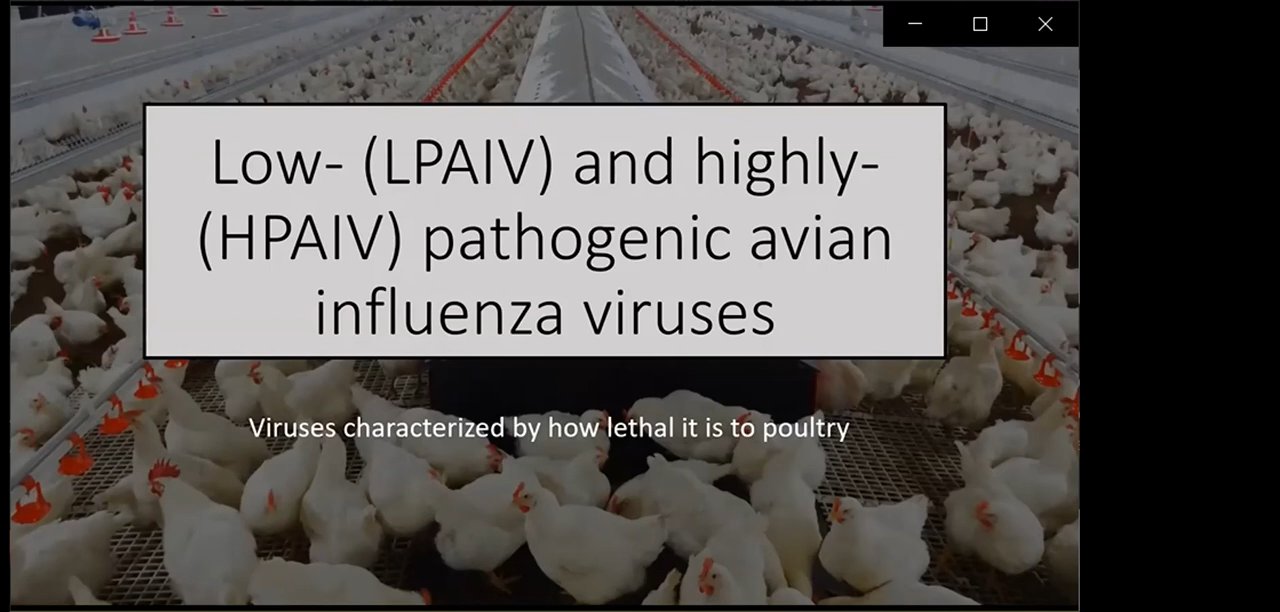 Low- (LPAIV) and highly-
(HPAIV) pathogenic avian
influenza viruses
Viruses characterized by how lethal it is to poultry